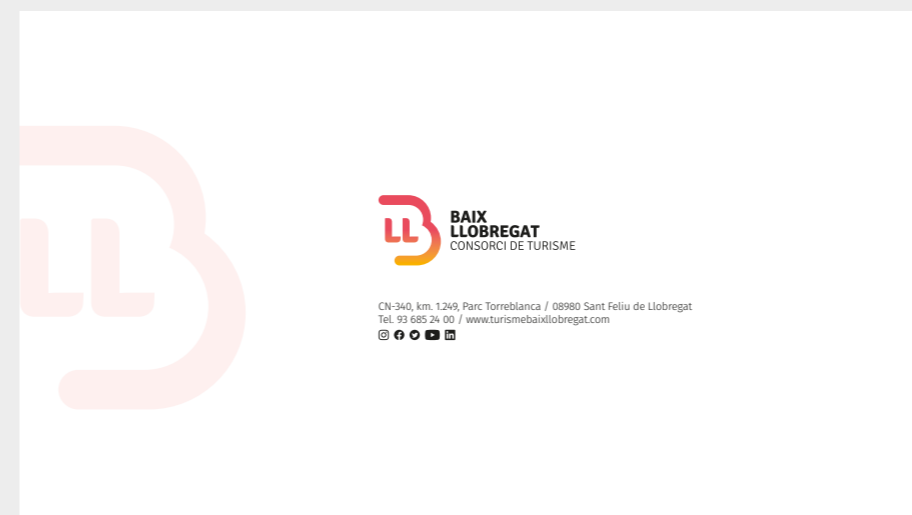 LL
LLB
BAIX
LLOBREGAT
CONSORCI DE TURISME
CN-340, km. 1.249, Parc Torreblanca / 08980 Sant Feliu de Llobregat
Tel. 93 685 24 00 / www.turismebaixllobregat.com